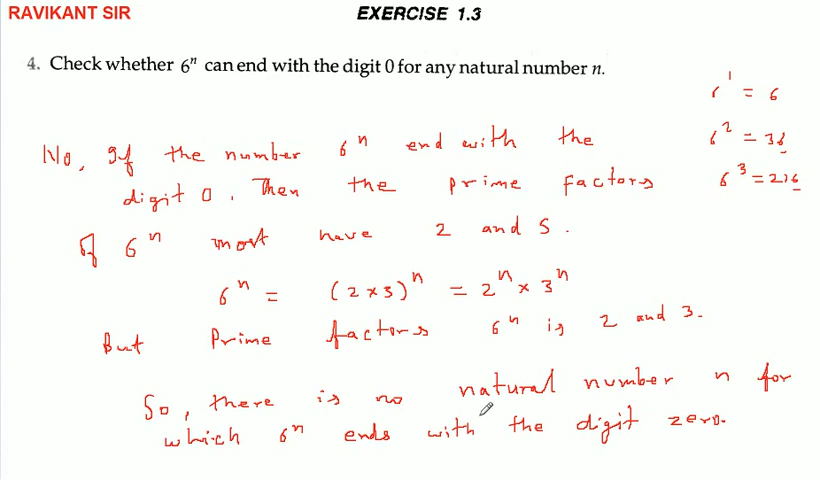 RAVIKANT SIR
EXERCISE 1.3
4. Check whether 6ⁿ can end with the digit 0 for any natural number n.
6¹ = 6
6² = 36
6³ = 216
No, If the number 6ⁿ end with the
digit 0. Then the prime factors
of 6ⁿ most have 2 and 5.
6ⁿ = (2 × 3)ⁿ = 2ⁿ × 3ⁿ
But Prime factors 6ⁿ is 2 and 3.
So, there is no natural number n for
which 6ⁿ ends with the digit zero.